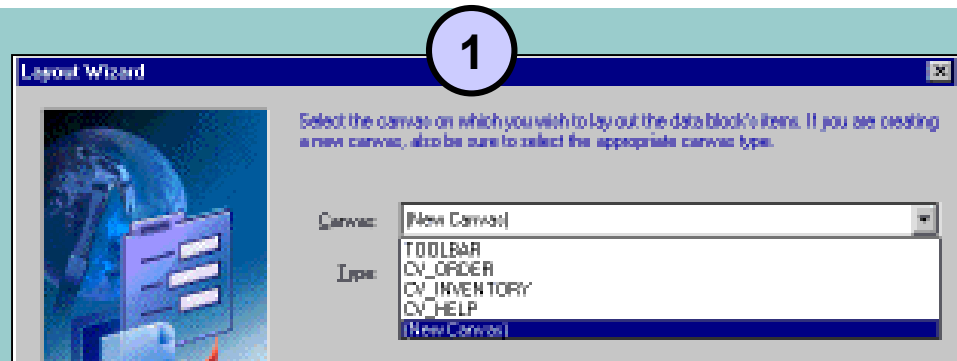 1
Layout Wizard
Select the canvas on which you wish to lay out the data block's items. If you are creating
a new canvas, also be sure to select the appropriate canvas type.
Canvas: (New Canvas)
TOOLBAR
Type: CV_ORDER
CV_INVENTORY
CV_HELP
(New Canvas)